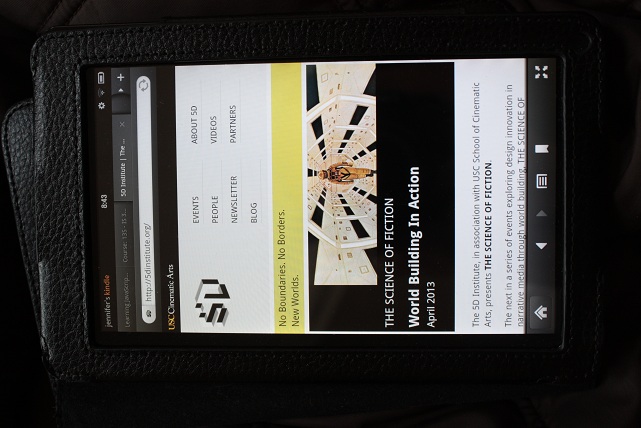 jennifer's kindle 8:43
Learning JavaScrip... Course: 135 - IS 3... 5D Institute | The ...
http://5dinstitute.org/
USC Cinematic Arts
5D
EVENTS ABOUT 5D
PEOPLE VIDEOS
NEWSLETTER PARTNERS
BLOG
No Boundaries. No Borders.
New Worlds.
THE SCIENCE OF FICTION
World Building In Action
April 2013
The 5D Institute, in association with USC School of Cinematic
Arts, presents THE SCIENCE OF FICTION.
The next in a series of events exploring design innovation in
narrative media through world building, THE SCIENCE OF